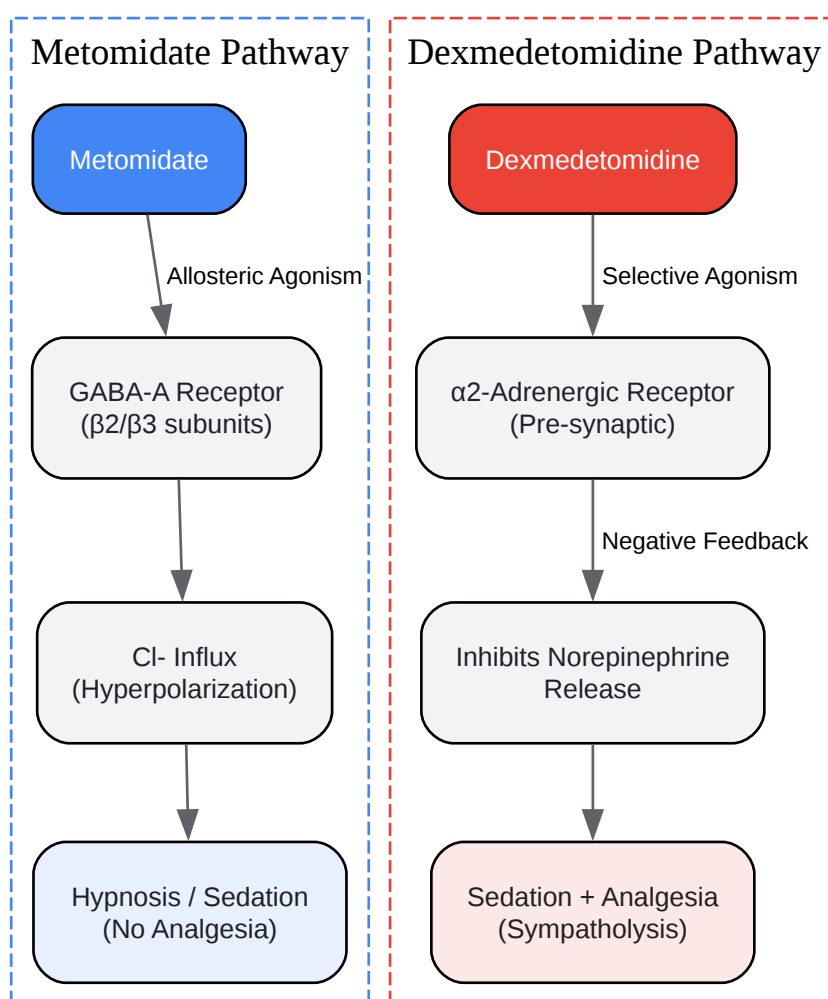 Metomidate Pathway
Metomidate
Allosteric Agonism
GABA-A Receptor
(β2/β3 subunits)
Cl- Influx
(Hyperpolarization)
Hypnosis / Sedation
(No Analgesia)
Dexmedetomidine Pathway
Dexmedetomidine
Selective Agonism
α2-Adrenergic Receptor
(Pre-synaptic)
Negative Feedback
Inhibits Norepinephrine
Release
Sedation + Analgesia
(Sympatholysis)